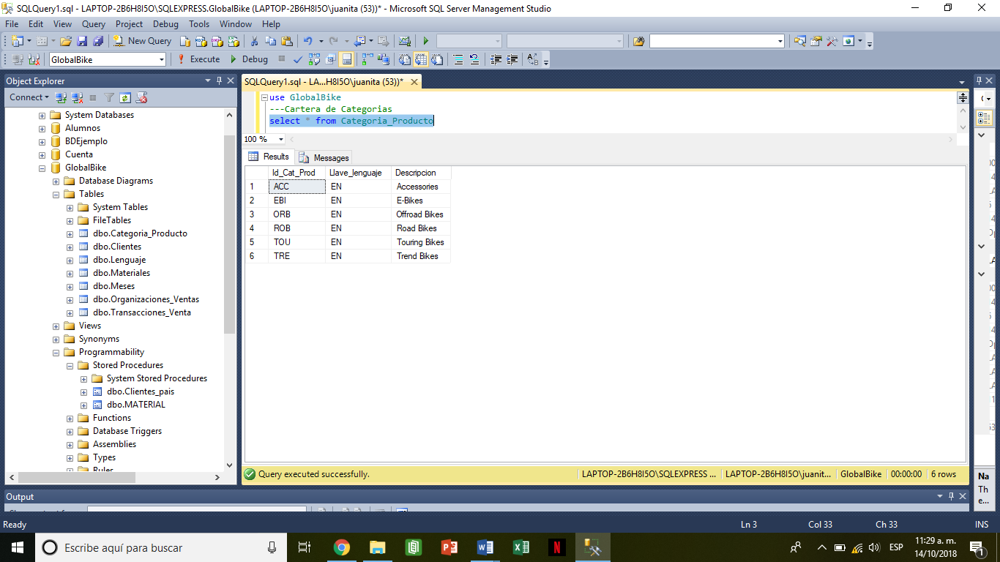 SQLQuery1.sql - LAPTOP-2B6H8I5O\SQLEXPRESS.GlobalBike (LAPTOP-2B6H8I5O\juanita (53))* - Microsoft SQL Server Management Studio
File Edit View Query Project Debug Tools Window Help
New Query
GlobalBike Execute Debug
Object Explorer
Connect
System Databases
Alumnos
BDEjemplo
Cuenta
GlobalBike
Database Diagrams
Tables
System Tables
FileTables
dbo.Categoria_Producto
dbo.Clientes
dbo.Lenguaje
dbo.Materiales
dbo.Meses
dbo.Organizaciones_Ventas
dbo.Transacciones_Venta
Views
Synonyms
Programmability
Stored Procedures
System Stored Procedures
dbo.Clientes_pais
dbo.MATERIAL
Functions
Database Triggers
Assemblies
Types
Rules
SQLQuery1.sql - LA...H8I5O\juanita (53))*
use GlobalBike
---Cartera de Categorias
select * from Categoria_Producto
100 %
Results Messages
Id_Cat_Prod Llave_lenguaje Descripcion
1 ACC EN Accessories
2 EBI EN E-Bikes
3 ORB EN Offroad Bikes
4 ROB EN Road Bikes
5 TOU EN Touring Bikes
6 TRE EN Trend Bikes
Query executed successfully. LAPTOP-2B6H8I5O\SQLEXPRESS ... LAPTOP-2B6H8I5O\juanit... GlobalBike 00:00:00 6 rows
Na
Th
e...
Output
Ready Ln 3 Col 33 Ch 33 INS
Escribe aquí para buscar
ESP
11:29 a. m.
14/10/2018
1